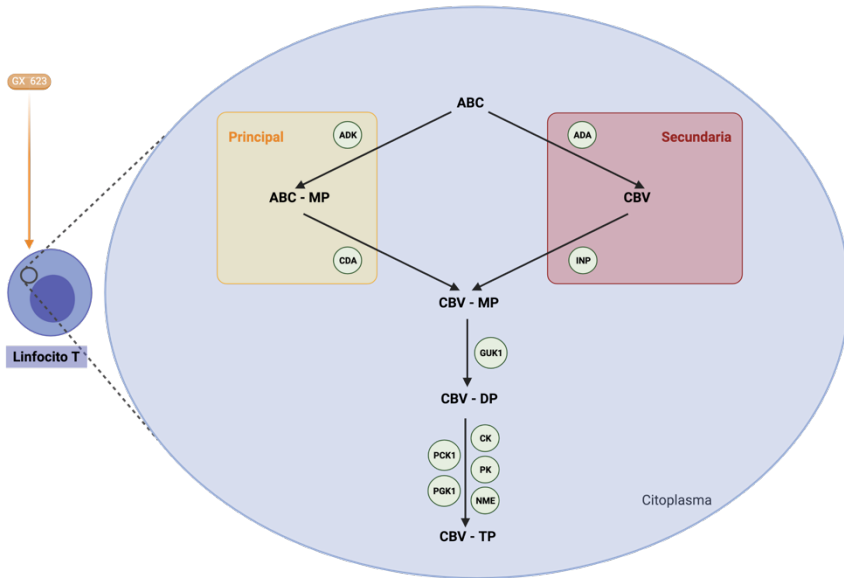 GX 623
Linfocito T
ABC
Principal
ADK
ADA
Secundaria
ABC - MP
CBV
CDA
INP
CBV - MP
GUK1
CBV - DP
CK
PCK1
PK
PGK1
NME
Citoplasma
CBV - TP